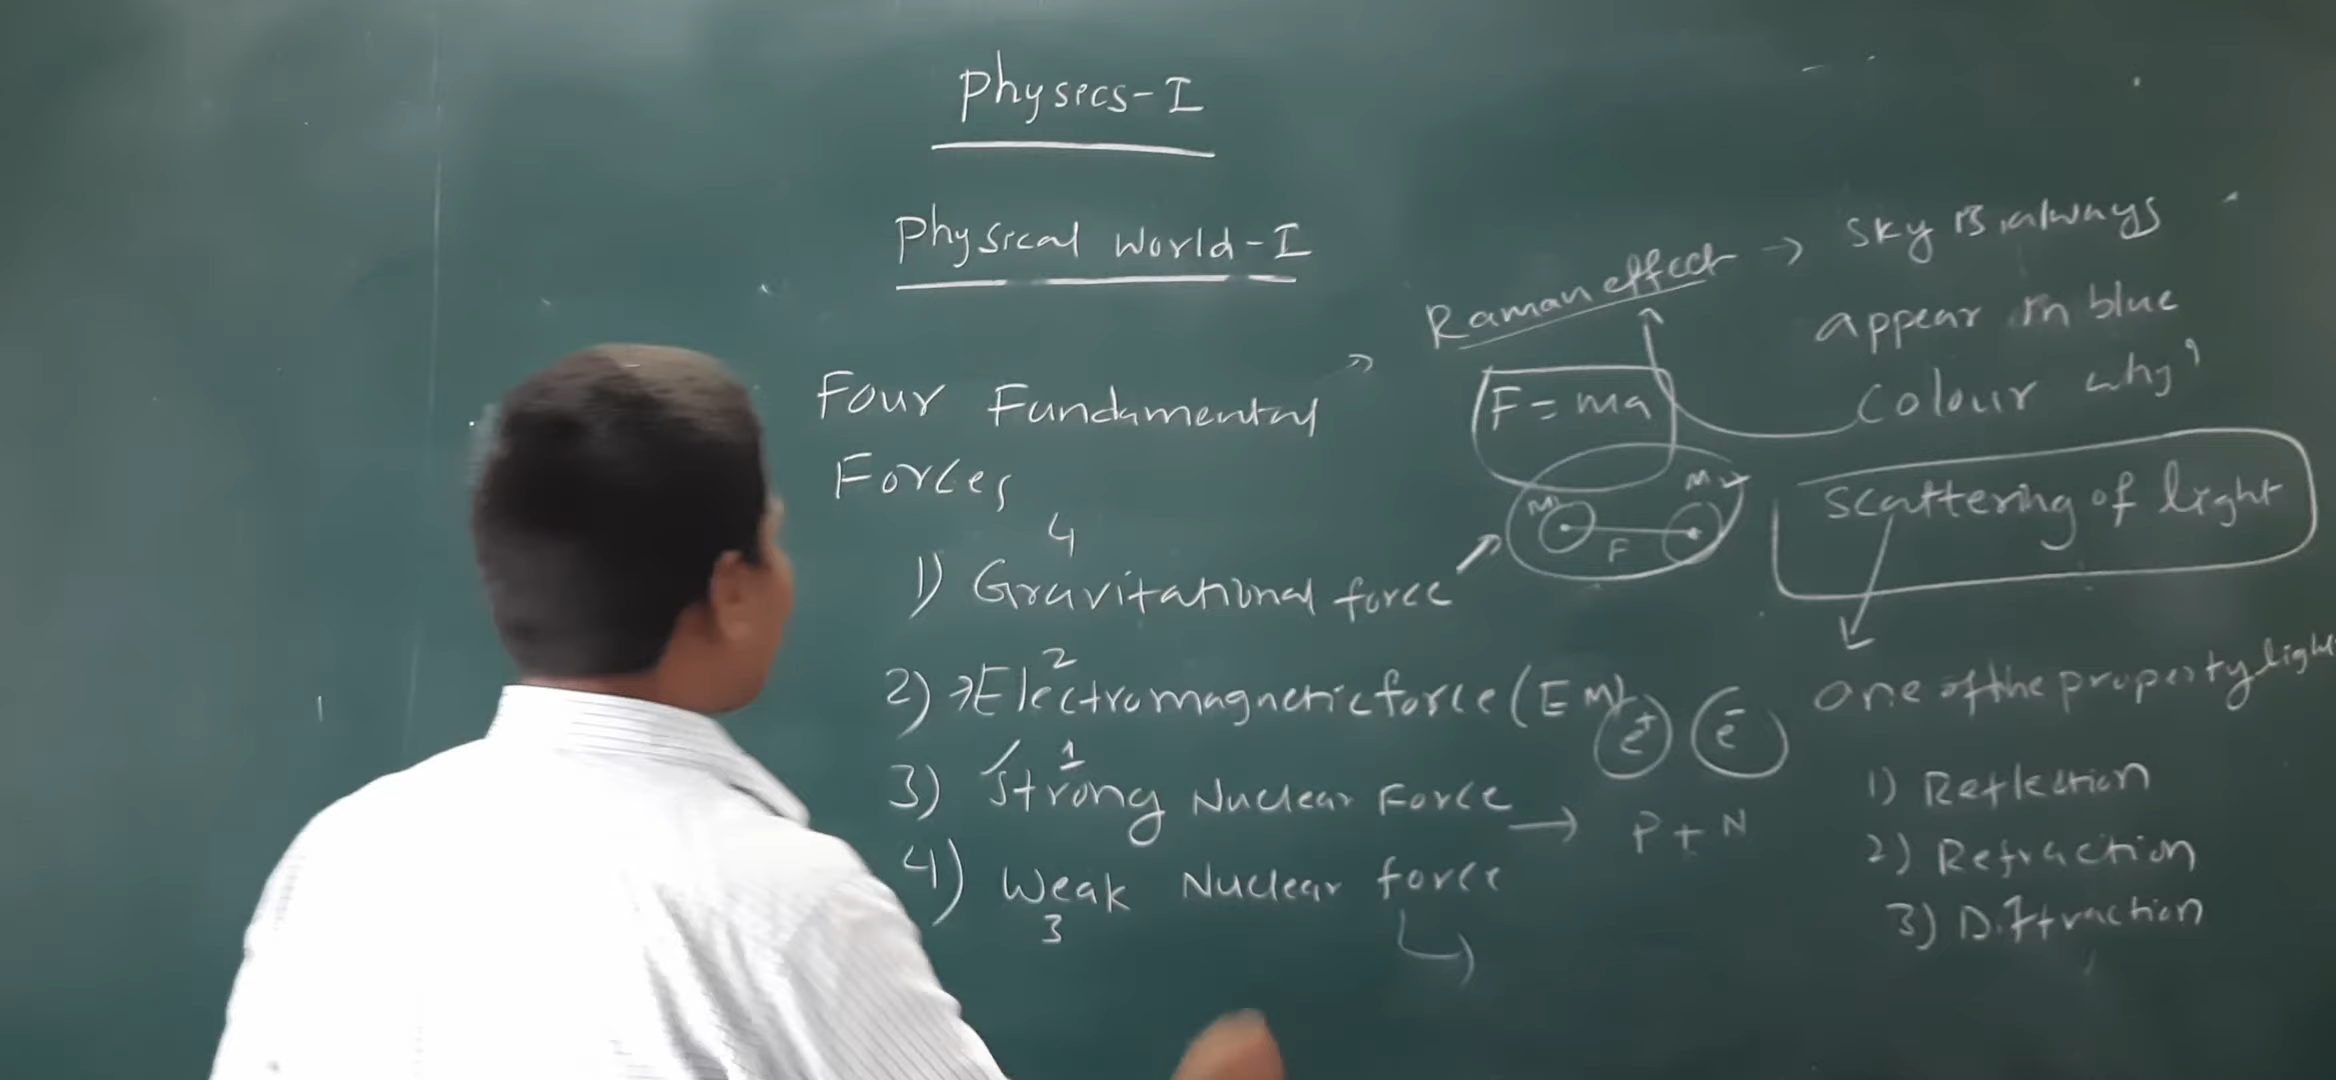 Physics-I
Physical World-I
Four Fundamental
Forces
4
1) Gravitational force
2
2) →Electromagnetic force (EM)
1
3) Strong Nuclear Force → P + N
4) Weak Nuclear force
3
Raman effect → Sky is always
appear in blue
Colour why?
F = ma
M1 M2
F
Scattering of light
e+ e-
one of the property light
1) Reflection
2) Refraction
3) Diffraction